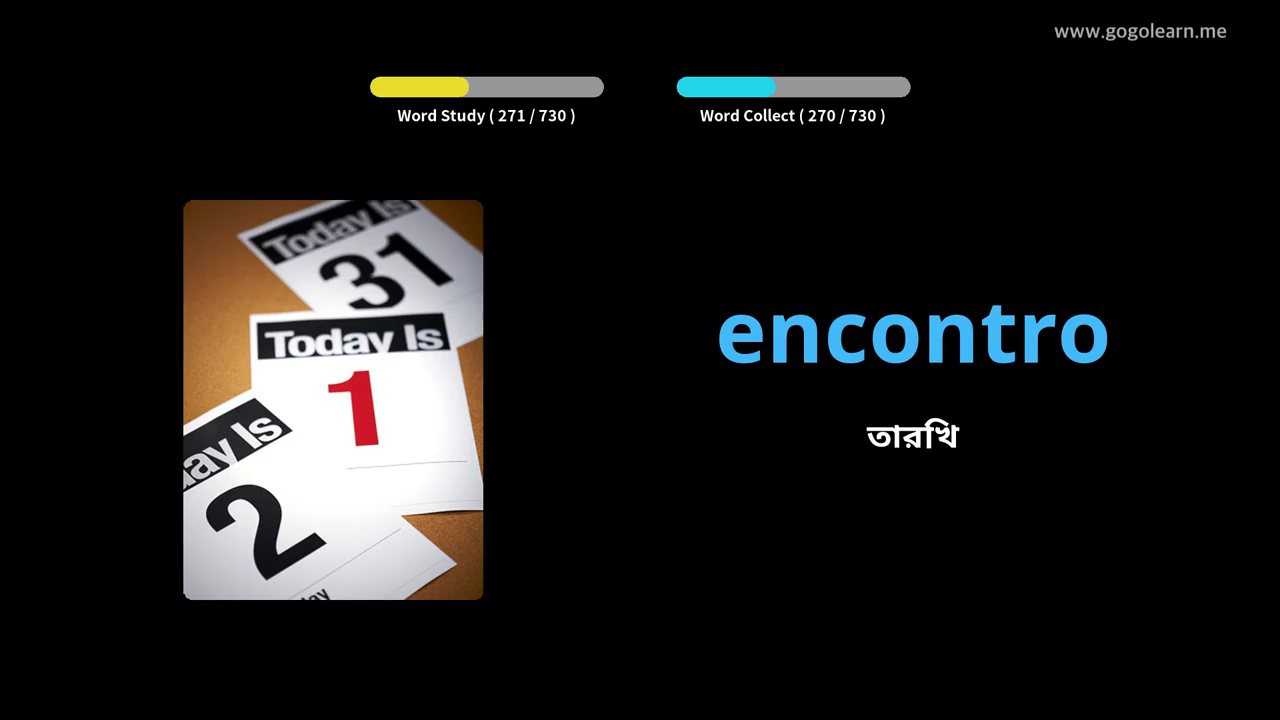 www.gogolearn.me
Word Study ( 271 / 730 )
Word Collect ( 270 / 730 )
Today Is
31
Today Is
1
ay Is
2
encontro
তারখি